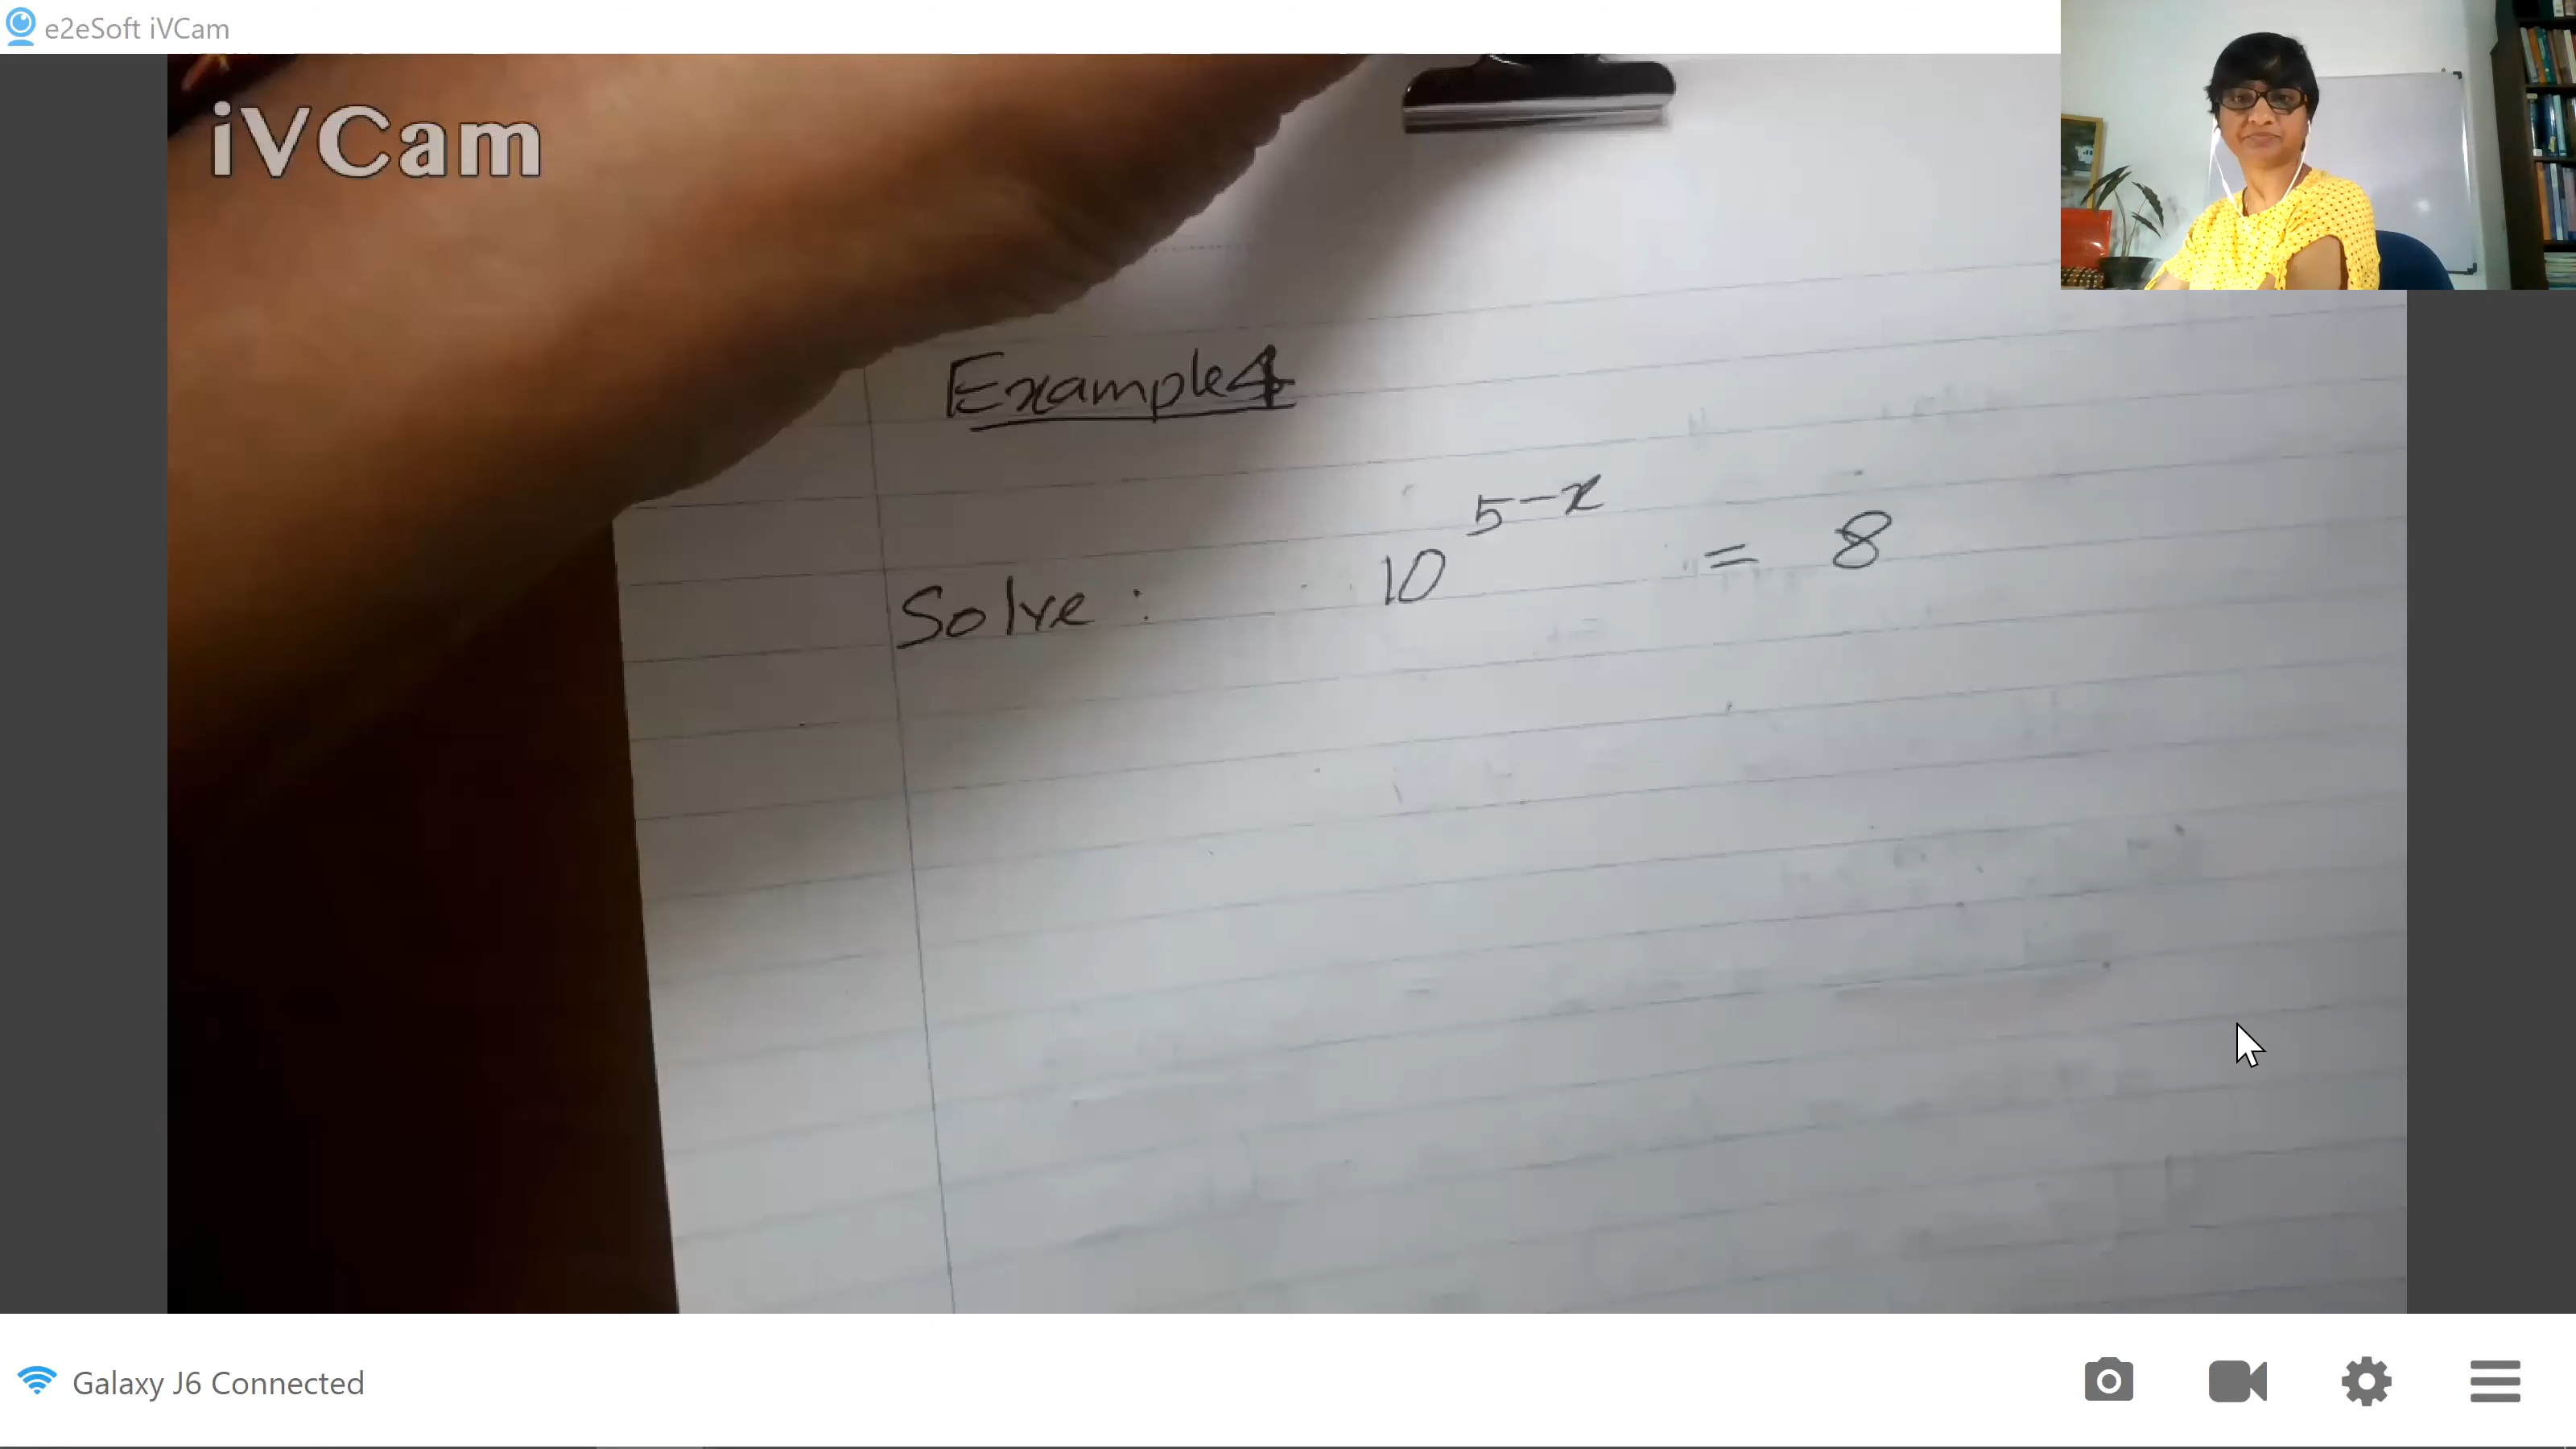 e2eSoft iVCam
iVCam
Example 4
Solve : 10^{5-x} = 8
Galaxy J6 Connected